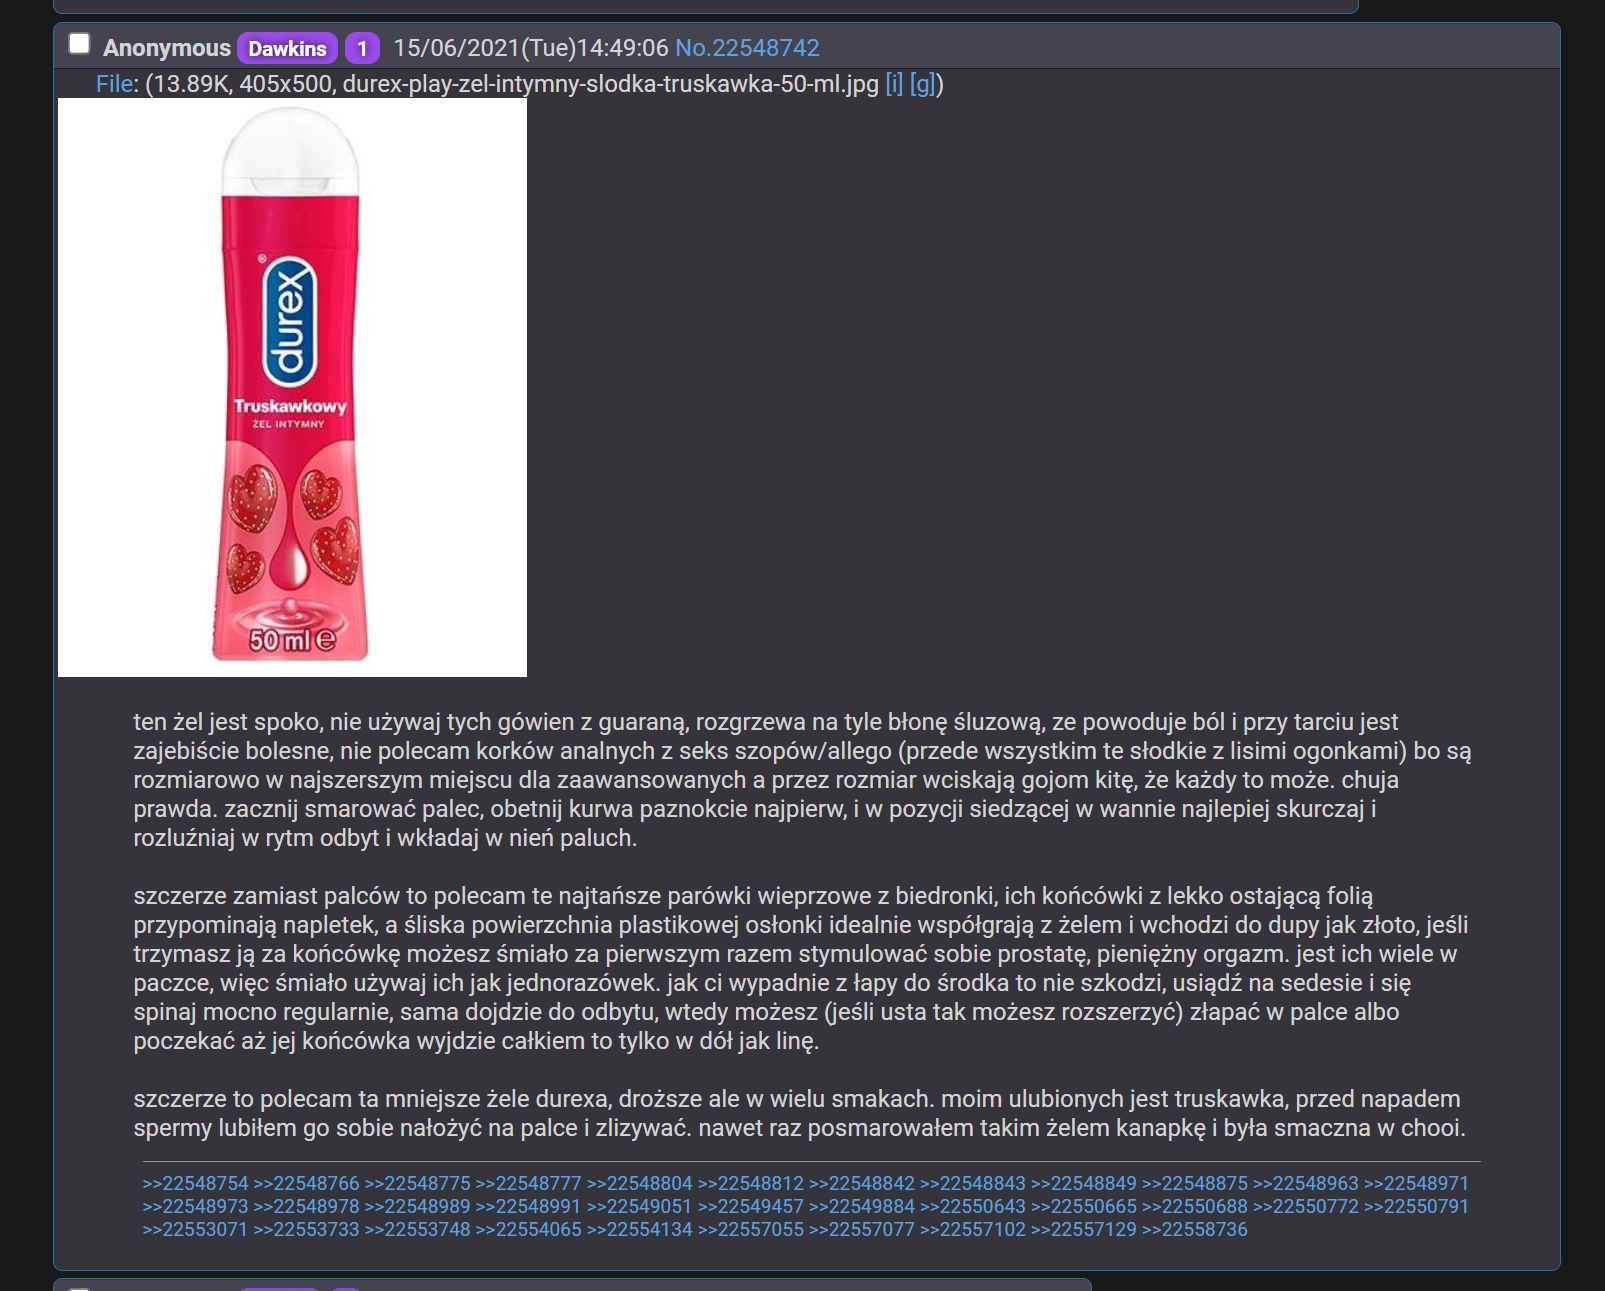 Anonymous Dawkins 1 15/06/2021(Tue)14:49:06 No.22548742
File: (13.89K, 405x500, durex-play-zel-intymny-slodka-truskawka-50-ml.jpg [i] [g])
durex
®
Truskawkowy
ŻEL INTYMNY
50 ml e
ten żel jest spoko, nie używaj tych gówien z guaraną, rozgrzewa na tyle błonę śluzową, ze powoduje ból i przy tarciu jest
zajebiście bolesne, nie polecam korków analnych z seks szopów/allego (przede wszystkim te słodkie z lisimi ogonkami) bo są
rozmiarowo w najszerszym miejscu dla zaawansowanych a przez rozmiar wciskają gojom kitę, że każdy to może. chuja
prawda. zacznij smarować palec, obetnij kurwa paznokcie najpierw, i w pozycji siedzącej w wannie najlepiej skurczaj i
rozluźniaj w rytm odbyt i wkładaj w nień paluch.
szczerze zamiast palców to polecam te najtańsze parówki wieprzowe z biedronki, ich końcówki z lekko ostającą folią
przypominają napletek, a śliska powierzchnia plastikowej osłonki idealnie współgrają z żelem i wchodzi do dupy jak złoto, jeśli
trzymasz ją za końcówkę możesz śmiało za pierwszym razem stymulować sobie prostatę, pieniężny orgazm. jest ich wiele w
paczce, więc śmiało używaj ich jak jednorazówek. jak ci wypadnie z łapy do środka to nie szkodzi, usiądź na sedesie i się
spinaj mocno regularnie, sama dojdzie do odbytu, wtedy możesz (jeśli usta tak możesz rozszerzyć) złapać w palce albo
poczekać aż jej końcówka wyjdzie całkiem to tylko w dół jak linę.
szczerze to polecam ta mniejsze żele durexa, droższe ale w wielu smakach. moim ulubionych jest truskawka, przed napadem
spermy lubiłem go sobie nałożyć na palce i zlizywać. nawet raz posmarowałem takim żelem kanapkę i była smaczna w chooi.
>>22548754 >>22548766 >>22548775 >>22548777 >>22548804 >>22548812 >>22548842 >>22548843 >>22548849 >>22548875 >>22548963 >>22548971
>>22548973 >>22548978 >>22548989 >>22548991 >>22549051 >>22549457 >>22549884 >>22550643 >>22550665 >>22550688 >>22550772 >>22550791
>>22553071 >>22553733 >>22553748 >>22554065 >>22554134 >>22557055 >>22557077 >>22557102 >>22557129 >>22558736